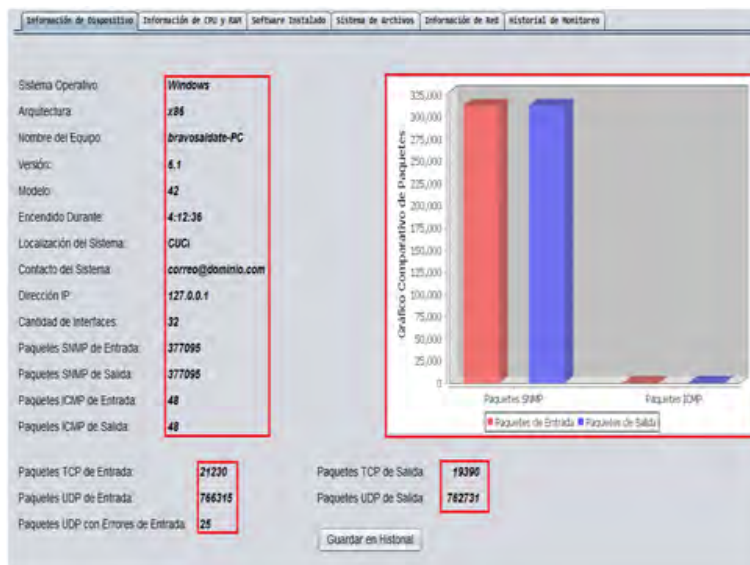 Información de Dispositivo Información de CPU y RAM Software Instalado Sistema de Archivos Información de Red Historial de Monitoreo
Sistema Operativo: Windows
Arquitectura: x86
Nombre del Equipo: bravosaldate-PC
Versión: 6.1
Modelo: 42
Encendido Durante: 4:12:36
Localización del Sistema: CUCi
Contacto del Sistema: correo@dominio.com
Dirección IP: 127.0.0.1
Cantidad de Interfaces: 32
Paquetes SNMP de Entrada: 377095
Paquetes SNMP de Salida: 377095
Paquetes ICMP de Entrada: 48
Paquetes ICMP de Salida: 48
Gráfico Comparativo de Paquetes
325,000
300,000
275,000
250,000
225,000
200,000
175,000
150,000
125,000
100,000
75,000
50,000
25,000
0
Paquetes SNMP Paquetes ICMP
Paquetes de Entrada Paquetes de Salida
Paquetes TCP de Entrada: 21230 Paquetes TCP de Salida: 19390
Paquetes UDP de Entrada: 766315 Paquetes UDP de Salida: 762731
Paquetes UDP con Errores de Entrada: 25
Guardar en Historial